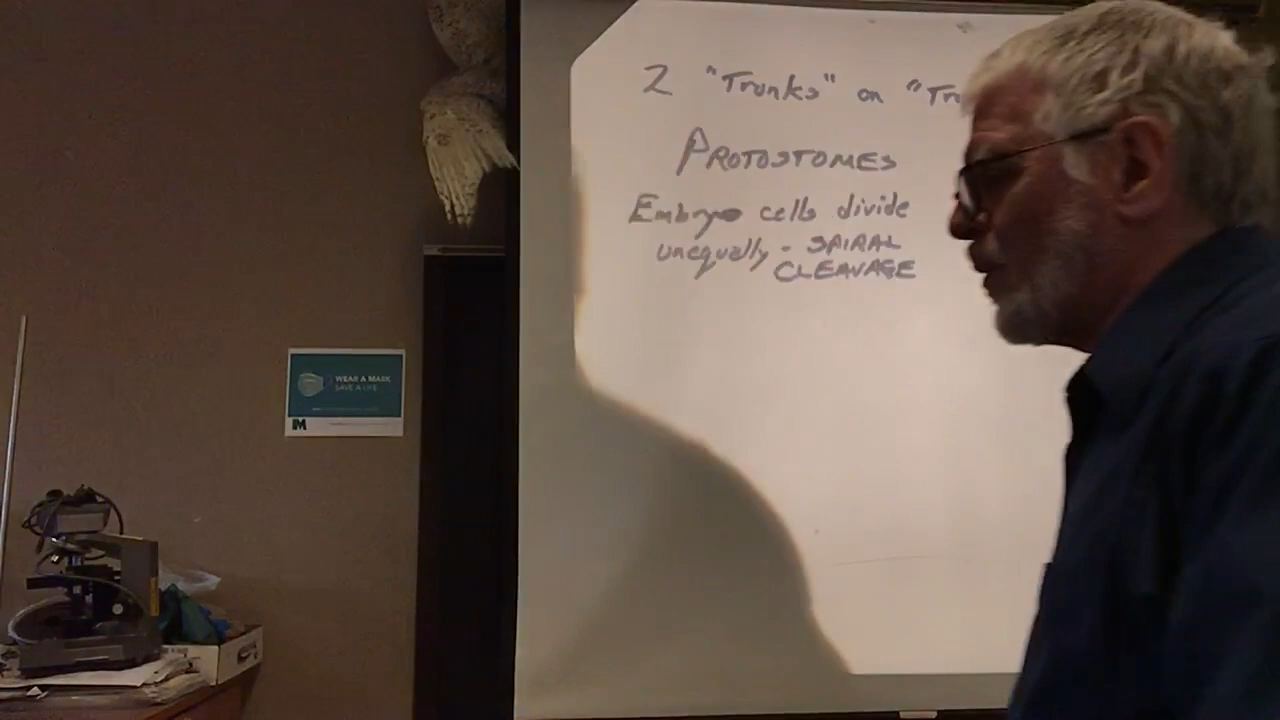 2 "Trunks" on "Tr
PROTOSTOMES
Embryo cells divide
unequally - SPIRAL
CLEAVAGE
WEAR A MASK
SAVE A LIFE
M